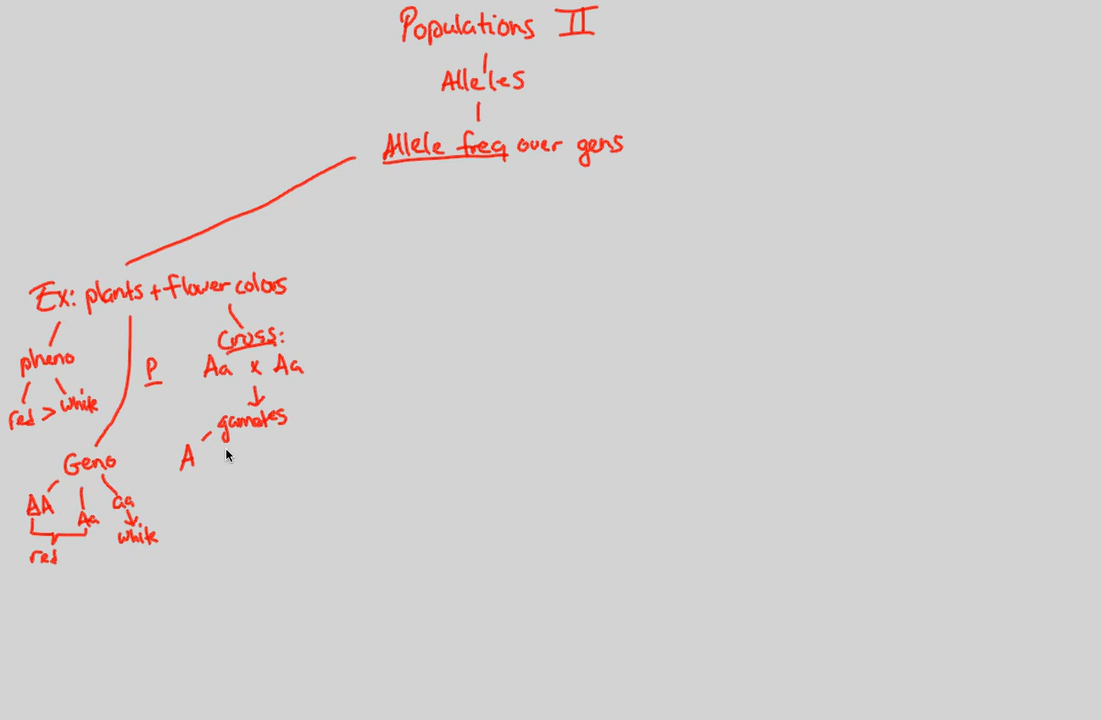 Populations II
Alleles
Allele freq over gens
Ex: plants + flower colors
pheno
red > white
P
Cross:
Aa x Aa
gametes
A
Geno
AA Aa aa
red
white